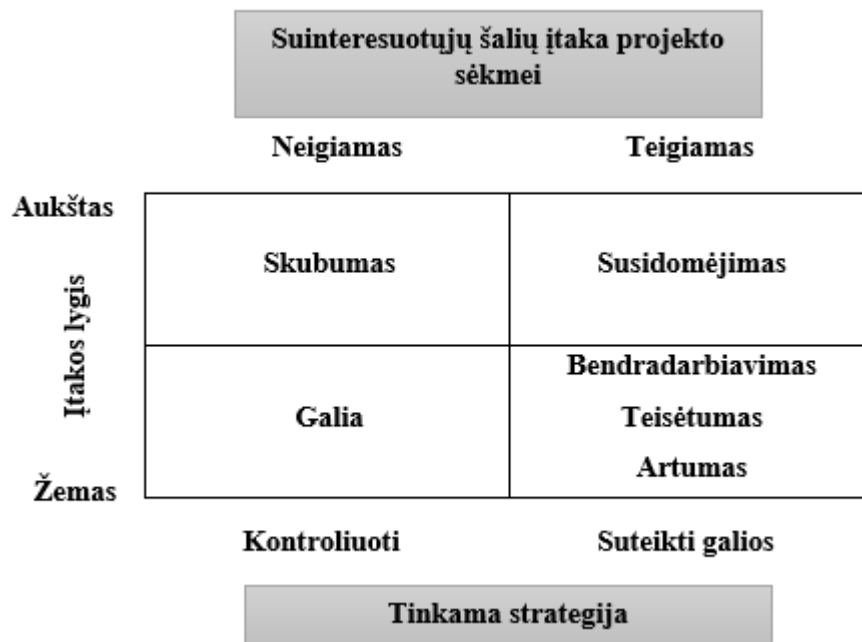 Suinteresuotųjų šalių įtaka projekto
sėkmei
Neigiamas Teigiamas
Aukštas
Skubumas Susidomėjimas
Įtakos lygis
Bendradarbiavimas
Galia Teisėtumas
Artumas
Žemas
Kontroliuoti Suteikti galios
Tinkama strategija